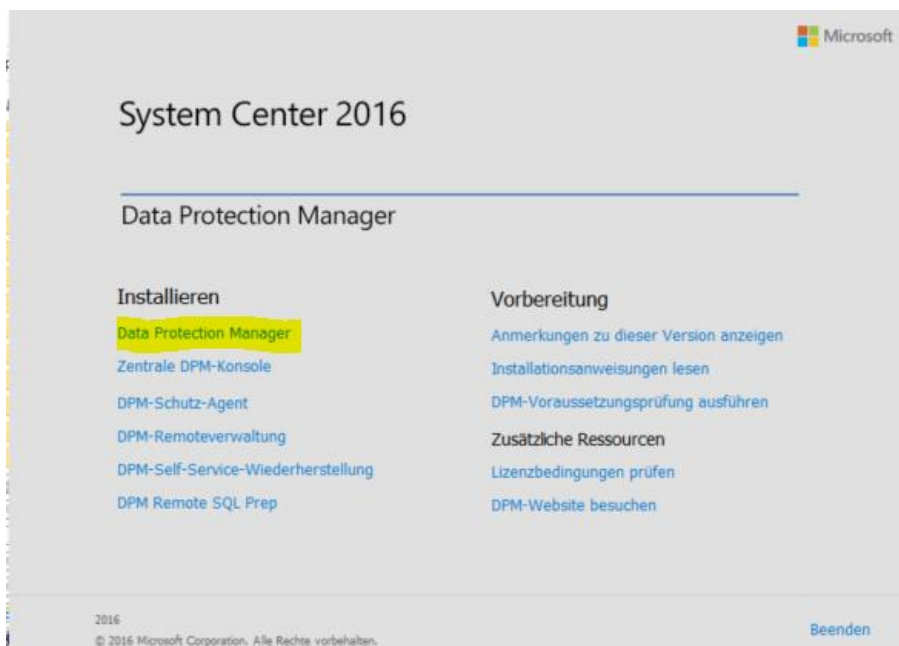 Microsoft
System Center 2016
Data Protection Manager
Installieren
Data Protection Manager
Zentrale DPM-Konsole
DPM-Schutz-Agent
DPM-Remoteverwaltung
DPM-Self-Service-Wiederherstellung
DPM Remote SQL Prep
Vorbereitung
Anmerkungen zu dieser Version anzeigen
Installationsanweisungen lesen
DPM-Voraussetzungsprüfung ausführen
Zusätzliche Ressourcen
Lizenzbedingungen prüfen
DPM-Website besuchen
2016
© 2016 Microsoft Corporation. Alle Rechte vorbehalten.
Beenden